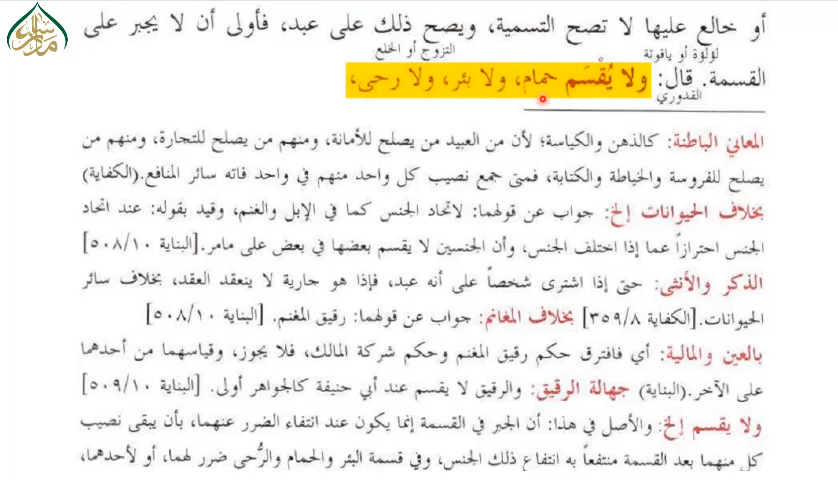 أو خالع عليها لا تصح التسمية، ويصح ذلك على عبد، فأولى أن لا يجبر على
لؤلؤة أو ياقوتة التزوج أو الخلع
القسمة. قال: ولا يُقْسَم حمام، ولا بئر، ولا رحى،
القدوري
المعاني الباطنة: كالذهن والكياسة؛ لأن من العبيد من يصلح للأمانة، ومنهم من يصلح للتجارة، ومنهم من
يصلح للفروسة والخياطة والكتابة، فمتى جمع نصيب كل واحد منهم في واحد فاته سائر المنافع.(الكفاية)
بخلاف الحيوانات إلخ: جواب عن قولهما: لاتحاد الجنس كما في الإبل والغنم، وقيد بقوله: عند اتحاد
الجنس احترازاً عما إذا اختلف الجنس، وأن الجنسين لا يقسم بعضها في بعض على مامر.[البناية ٥٠٨/١٠]
الذكر والأنثى: حتى إذا اشترى شخصاً على أنه عبد، فإذا هو جارية لا ينعقد العقد، بخلاف سائر
الحيوانات.[الكفاية ٣٥٩/٨] بخلاف المغانم: جواب عن قولهما: رقيق المغنم. [البناية ٥٠٨/١٠]
بالعين والمالية: أي فافترق حكم رقيق المغنم وحكم شركة المالك، فلا يجوز، وقياسهما من أحدهما
على الآخر.(البناية) جهالة الرقيق: والرقيق لا يقسم عند أبي حنيفة كالجواهر أولى. [البناية ٥٠٩/١٠]
ولا يقسم إلخ: والأصل في هذا: أن الجبر في القسمة إنما يكون عند انتفاء الضرر عنهما، بأن يبقى نصيب
كل منهما بعد القسمة منتفعاً به انتفاع ذلك الجنس، وفي قسمة البئر والحمام والرُّحى ضرر لهما، أو لأحدهما،